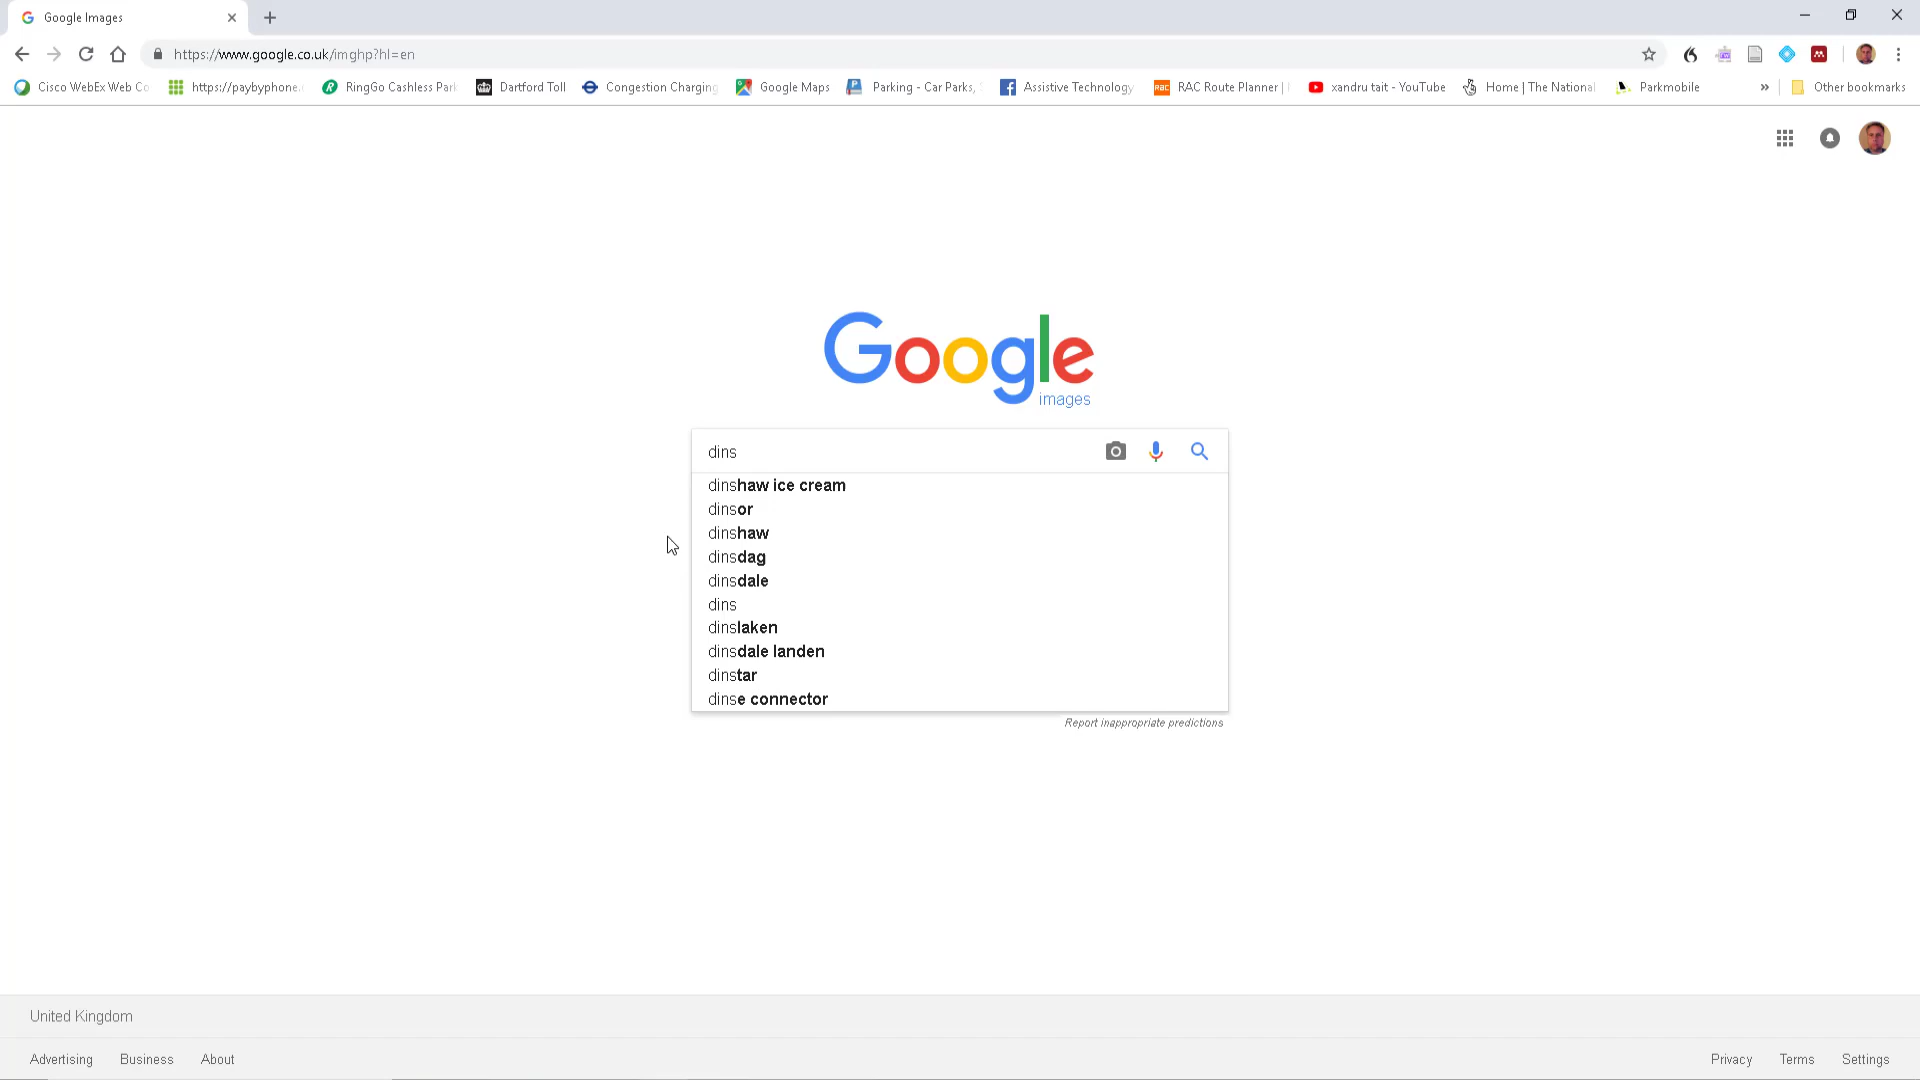 Google Images
https://www.google.co.uk/imghp?hl=en
Cisco WebEx Web Co https://paybyphone. RingGo Cashless Park Dartford Toll Congestion Charging Google Maps Parking - Car Parks, Assistive Technology RAC Route Planner | xandru tait - YouTube Home | The National Parkmobile » Other bookmarks
Google
images
dins
dinshaw ice cream
dinsor
dinshaw
dinsdag
dinsdale
dins
dinslaken
dinsdale landen
dinstar
dinse connector
Report inappropriate predictions
United Kingdom
Advertising Business About Privacy Terms Settings